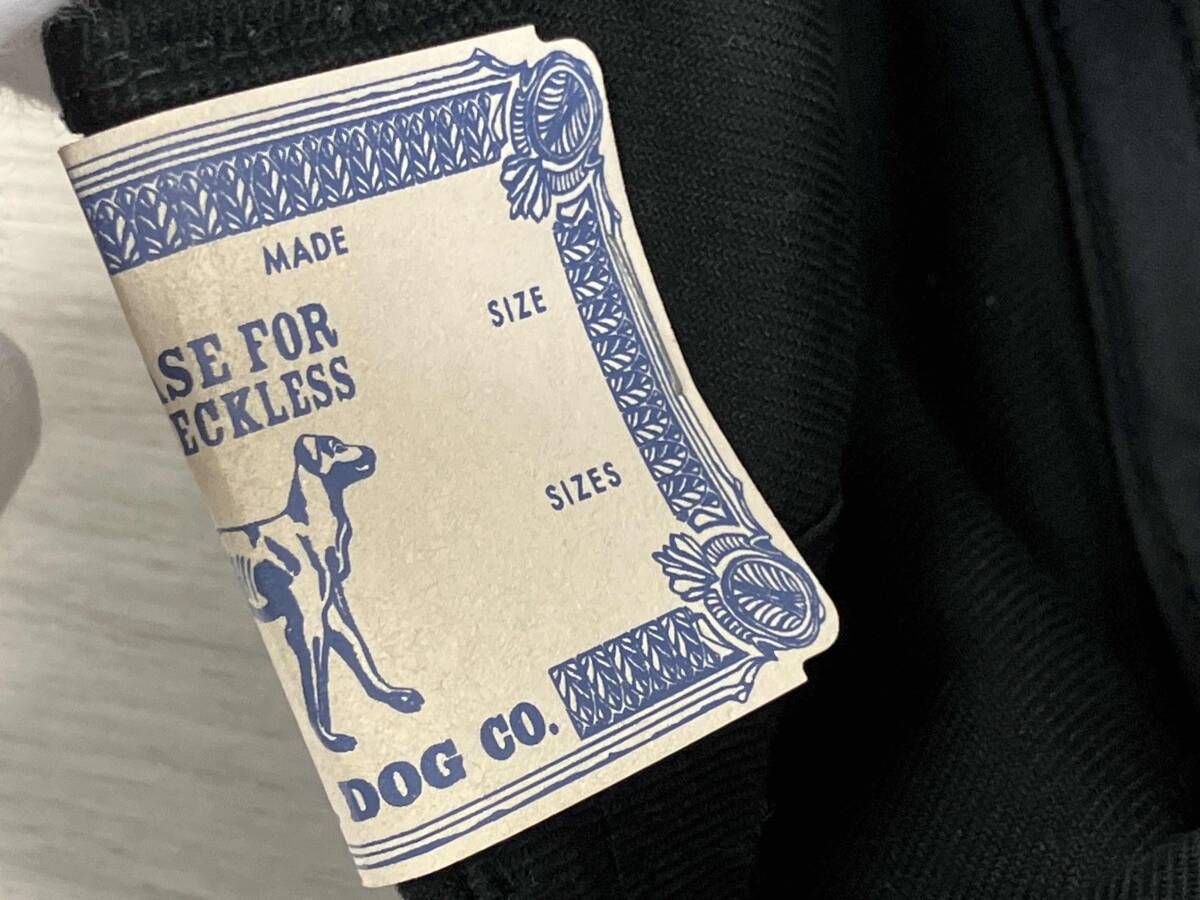 MADE
SIZE
ASE FOR
ECKLESS
SIZES
DOG CO.